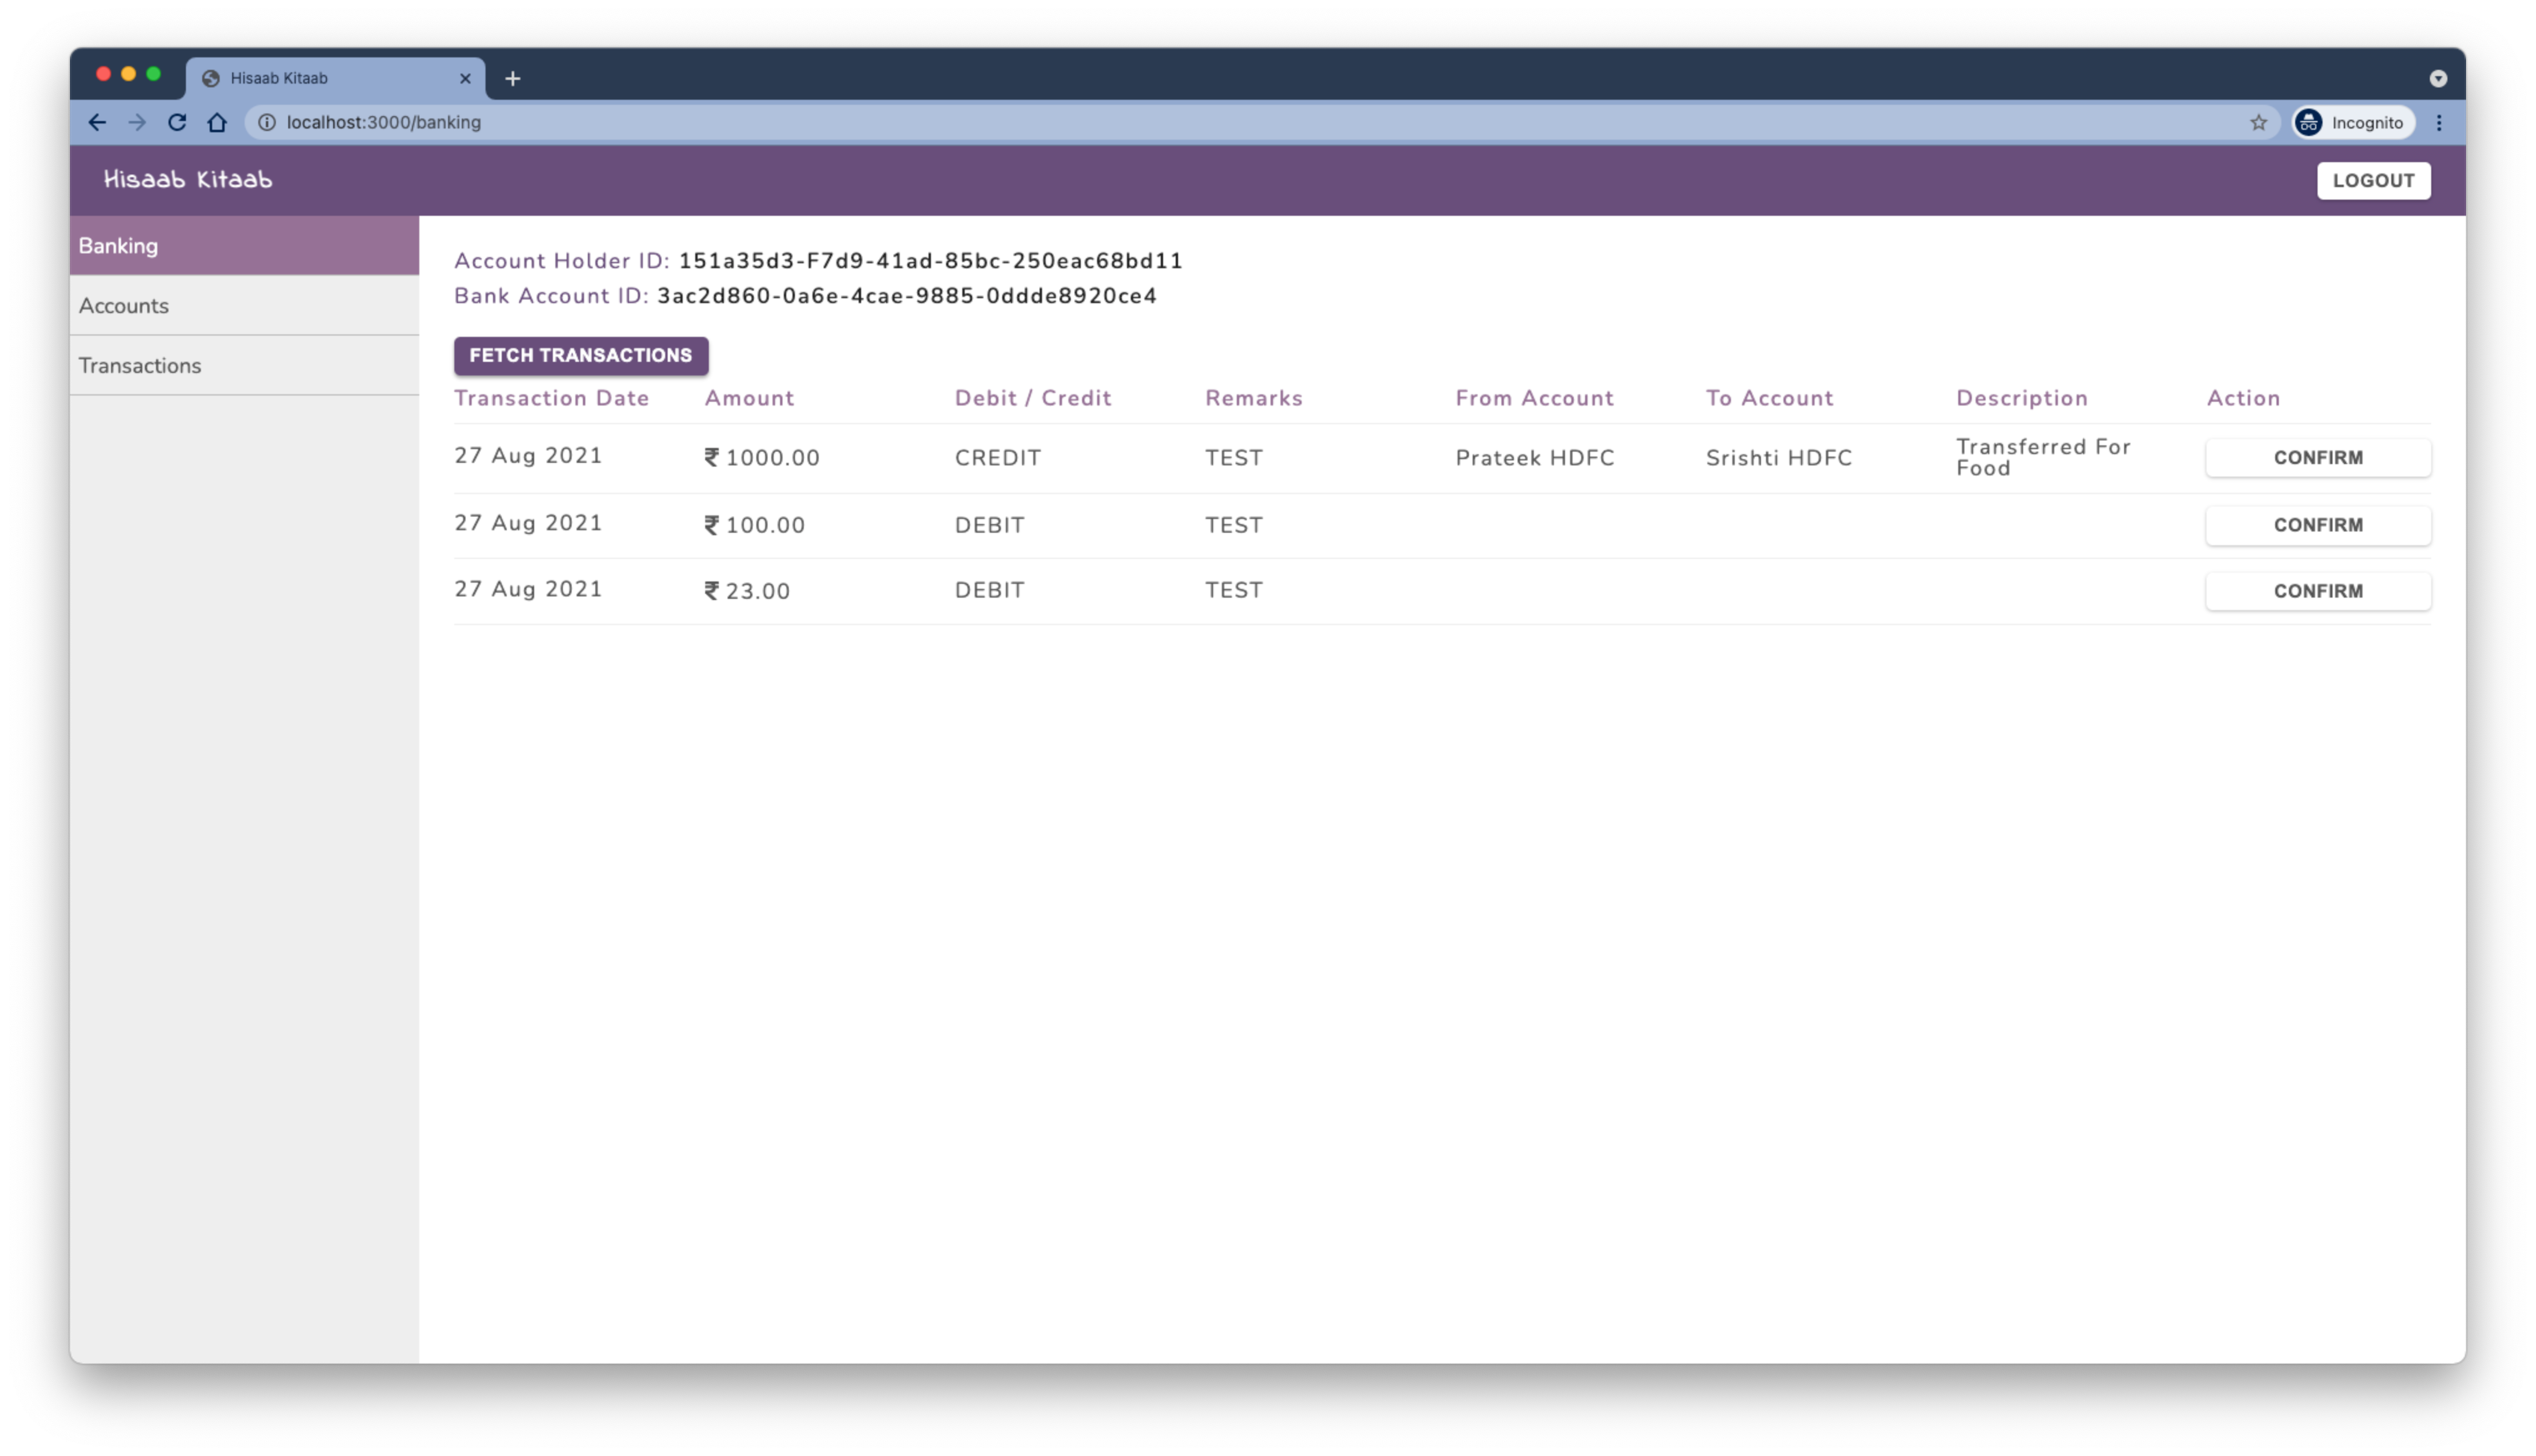 Hisaab Kitaab
localhost:3000/banking
Incognito
Hisaab Kitaab
LOGOUT
Banking
Accounts
Transactions
Account Holder ID: 151a35d3-F7d9-41ad-85bc-250eac68bd11
Bank Account ID: 3ac2d860-0a6e-4cae-9885-0ddde8920ce4
FETCH TRANSACTIONS
Transaction Date Amount Debit / Credit Remarks From Account To Account Description Action
27 Aug 2021 ₹ 1000.00 CREDIT TEST Prateek HDFC Srishti HDFC Transferred For Food CONFIRM
27 Aug 2021 ₹ 100.00 DEBIT TEST CONFIRM
27 Aug 2021 ₹ 23.00 DEBIT TEST CONFIRM